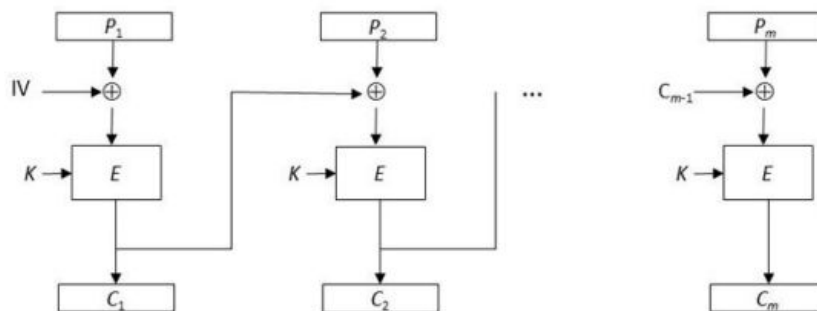 P₁ P₂ Pₘ
IV ... Cₘ₋₁
K E K E K E
C₁ C₂ Cₘ